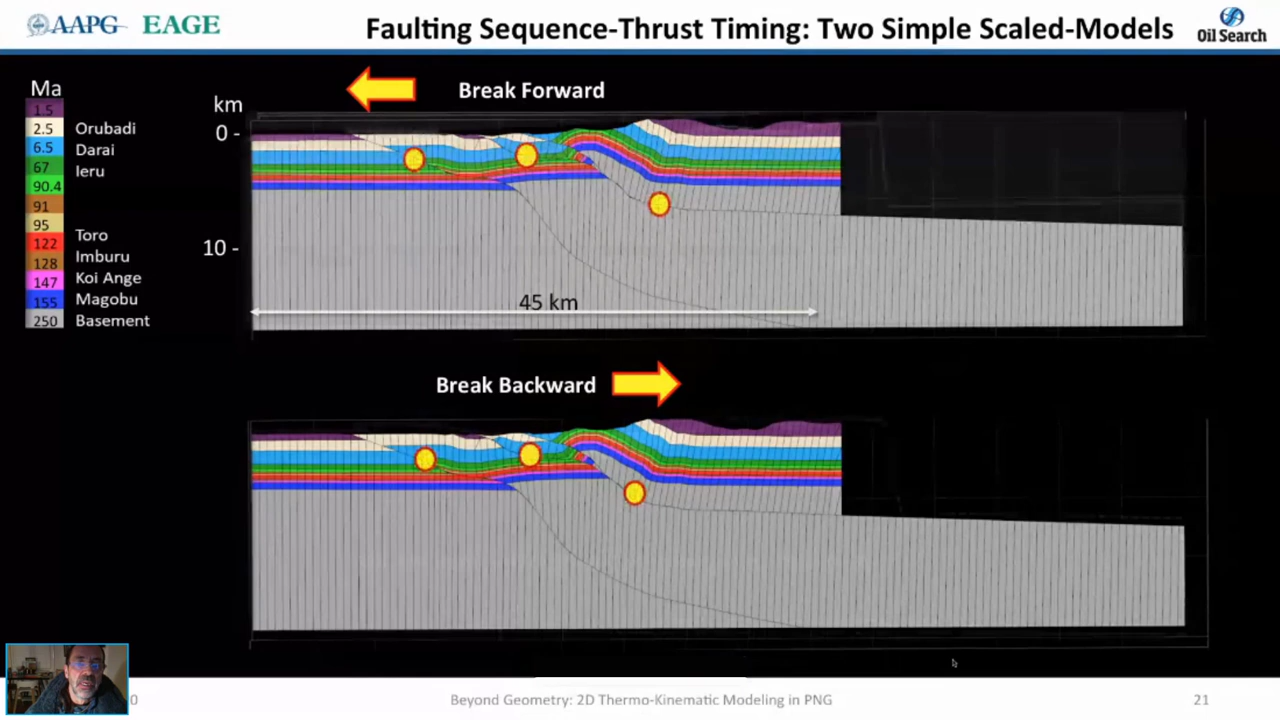 AAPG EAGE
Faulting Sequence-Thrust Timing: Two Simple Scaled-Models
Oil Search
Ma
1.5
2.5 Orubadi
6.5 Darai
67 Ieru
90.4
91
95
122 Toro
128 Imburu
147 Koi Ange
155 Magobu
250 Basement
km
0 -
10 -
Break Forward
45 km
Break Backward
0
Beyond Geometry: 2D Thermo-Kinematic Modeling in PNG
21